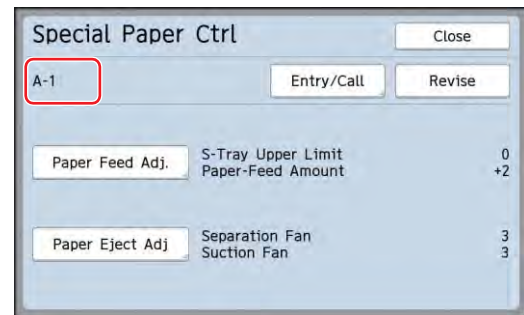 Special Paper Ctrl Close
A-1 Entry/Call Revise
Paper Feed Adj. S-Tray Upper Limit 0
Paper-Feed Amount +2
Paper Eject Adj Separation Fan 3
Suction Fan 3